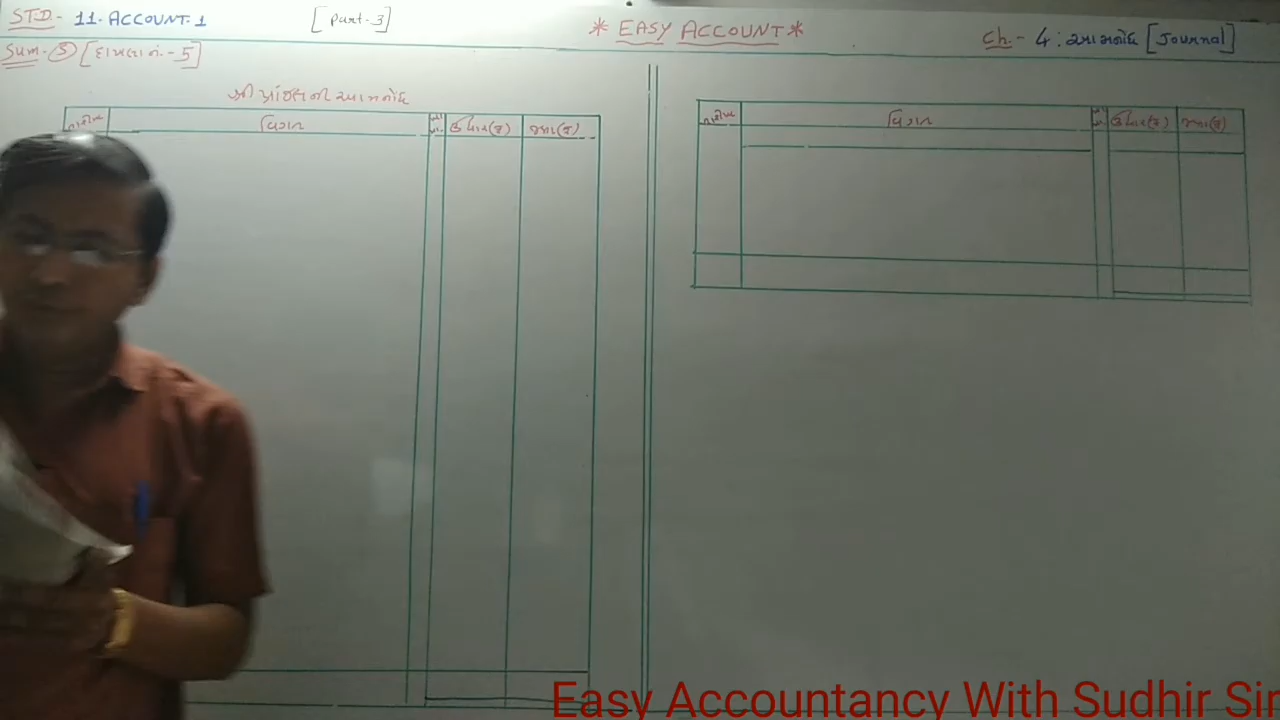 STD- 11. ACCOUNT.1
[Part-3]
* EASY ACCOUNT *
Ch- 4: આમનોંધ [Journal]
Sum-③ [દાખલા નં.-5]
શ્રી પ્રાંજલની આમનોંધ
તારીખ વિગત ઉધાર(₹) જમા(₹)
તારીખ વિગત ઉધાર(₹) જમા(₹)
Easy Accountancy With Sudhir Sir